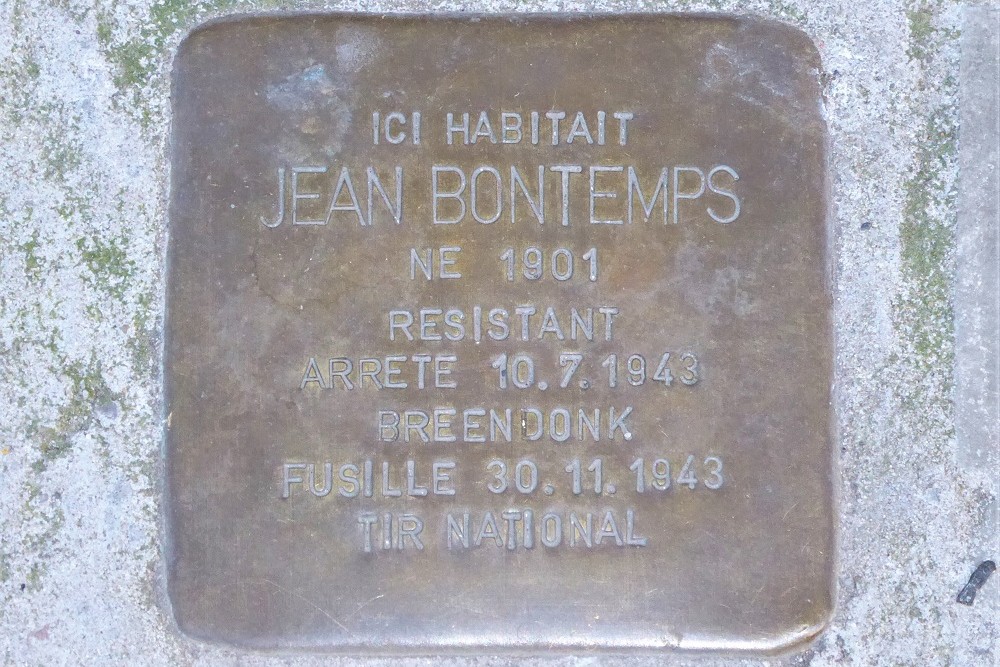 ICI HABITAIT
JEAN BONTEMPS
NE 1901
RESISTANT
ARRETE 10.7.1943
BREENDONK
FUSILLE 30.11.1943
TIR NATIONAL